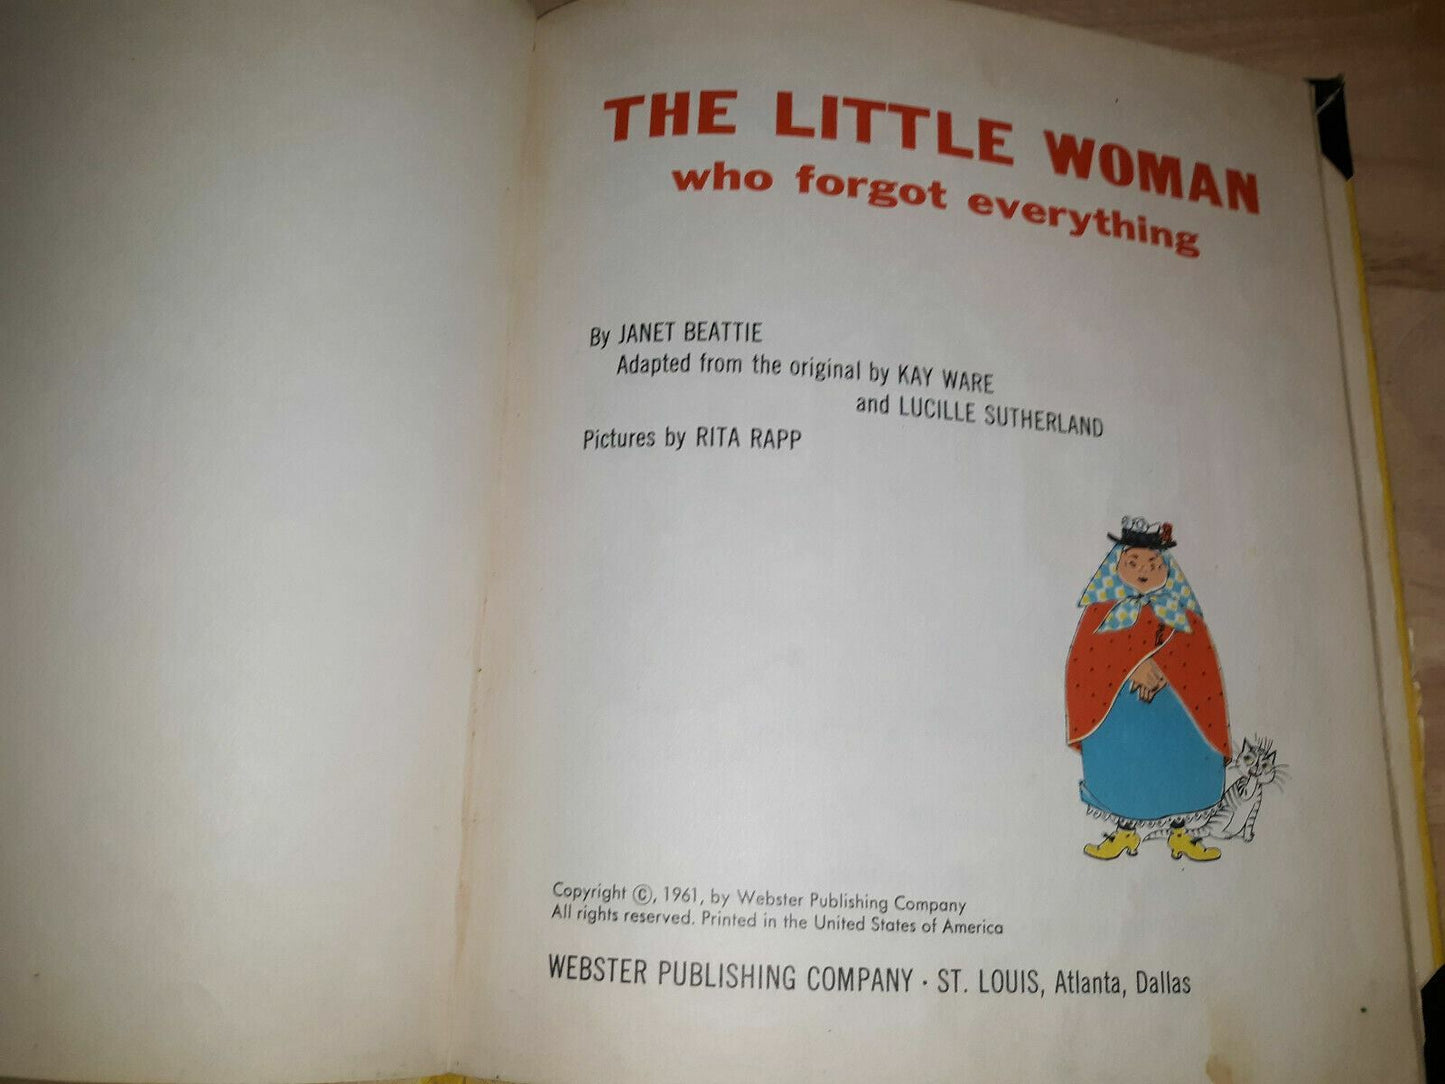 THE LITTLE WOMAN
who forgot everything
By JANET BEATTIE
Adapted from the original by KAY WARE
and LUCILLE SUTHERLAND
Pictures by RITA RAPP
Copyright ©, 1961, by Webster Publishing Company
All rights reserved. Printed in the United States of America
WEBSTER PUBLISHING COMPANY · ST. LOUIS, Atlanta, Dallas